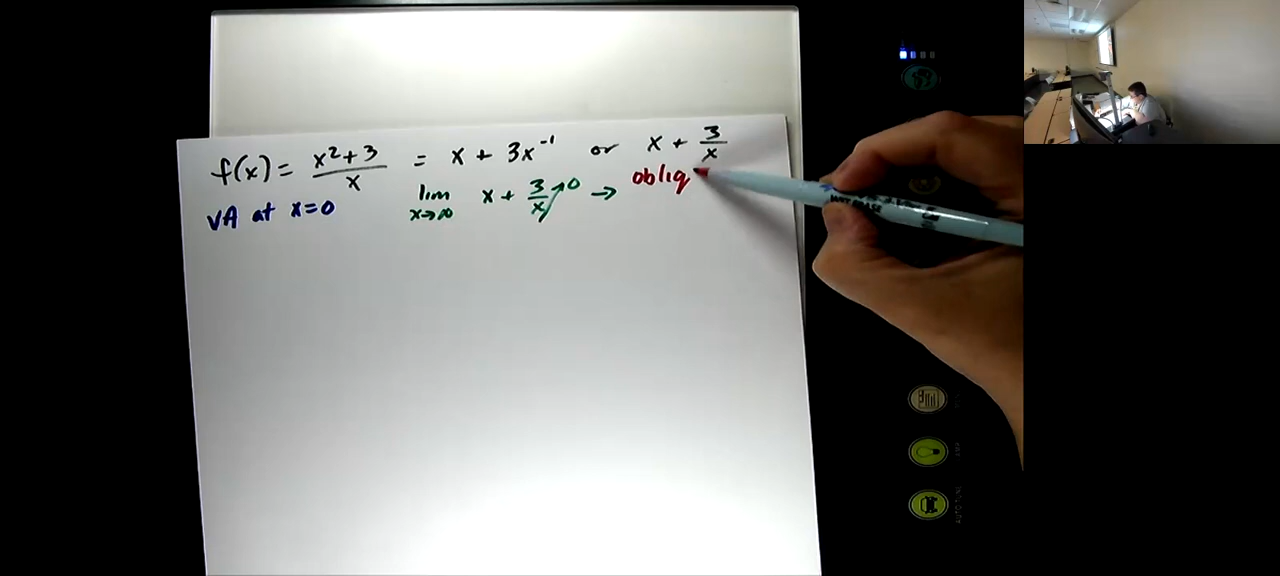 f(x) = (x² + 3)/x = x + 3x⁻¹ or x + 3/x
VA at x=0 lim x→∞ x + 3/x ↗0 → obliq